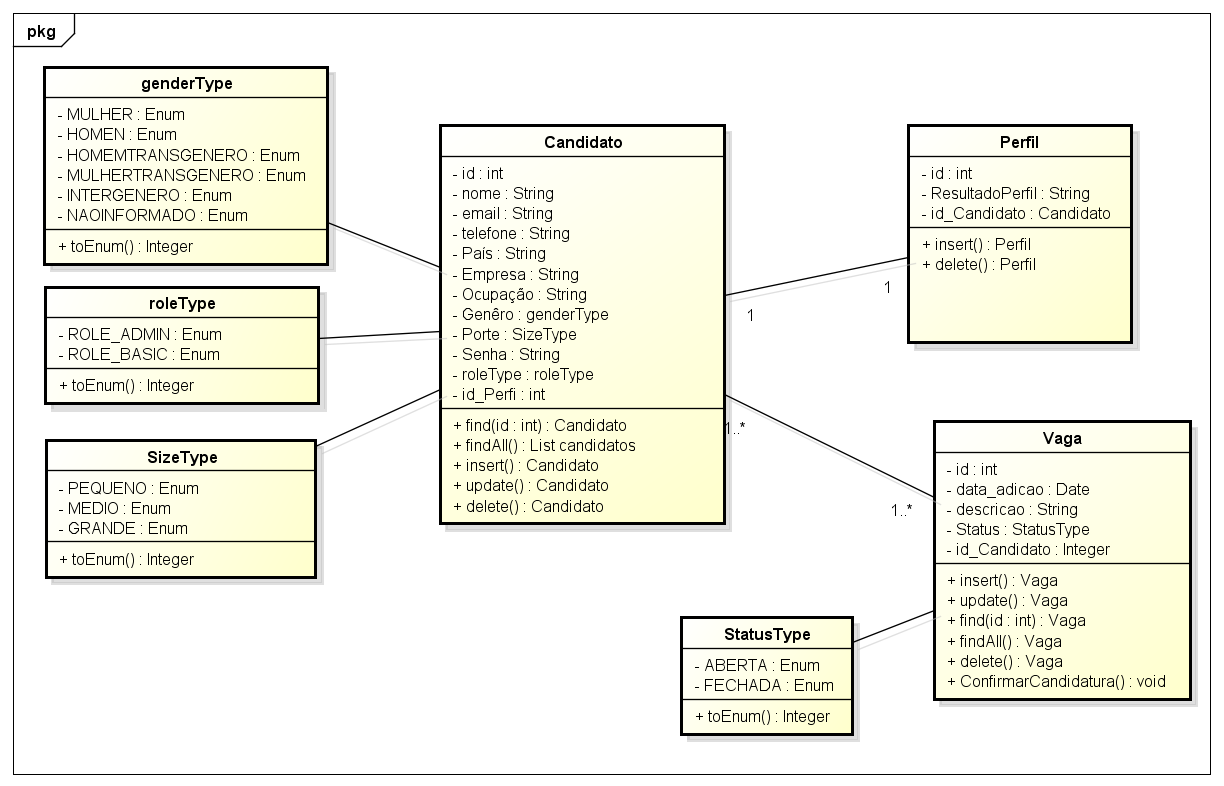 pkg
genderType
- MULHER : Enum
- HOMEN : Enum
- HOMEMTRANSGENERO : Enum
- MULHERTRANSGENERO : Enum
- INTERGENERO : Enum
- NAOINFORMADO : Enum
+ toEnum() : Integer
roleType
- ROLE_ADMIN : Enum
- ROLE_BASIC : Enum
+ toEnum() : Integer
SizeType
- PEQUENO : Enum
- MEDIO : Enum
- GRANDE : Enum
+ toEnum() : Integer
Candidato
- id : int
- nome : String
- email : String
- telefone : String
- País : String
- Empresa : String
- Ocupação : String
- Genêro : genderType
- Porte : SizeType
- Senha : String
- roleType : roleType
- id_Perfi : int
+ find(id : int) : Candidato
+ findAll() : List candidatos
+ insert() : Candidato
+ update() : Candidato
+ delete() : Candidato
1
1
1..*
1..*
Perfil
- id : int
- ResultadoPerfil : String
- id_Candidato : Candidato
+ insert() : Perfil
+ delete() : Perfil
Vaga
- id : int
- data_adicao : Date
- descricao : String
- Status : StatusType
- id_Candidato : Integer
+ insert() : Vaga
+ update() : Vaga
+ find(id : int) : Vaga
+ findAll() : Vaga
+ delete() : Vaga
+ ConfirmarCandidatura() : void
StatusType
- ABERTA : Enum
- FECHADA : Enum
+ toEnum() : Integer